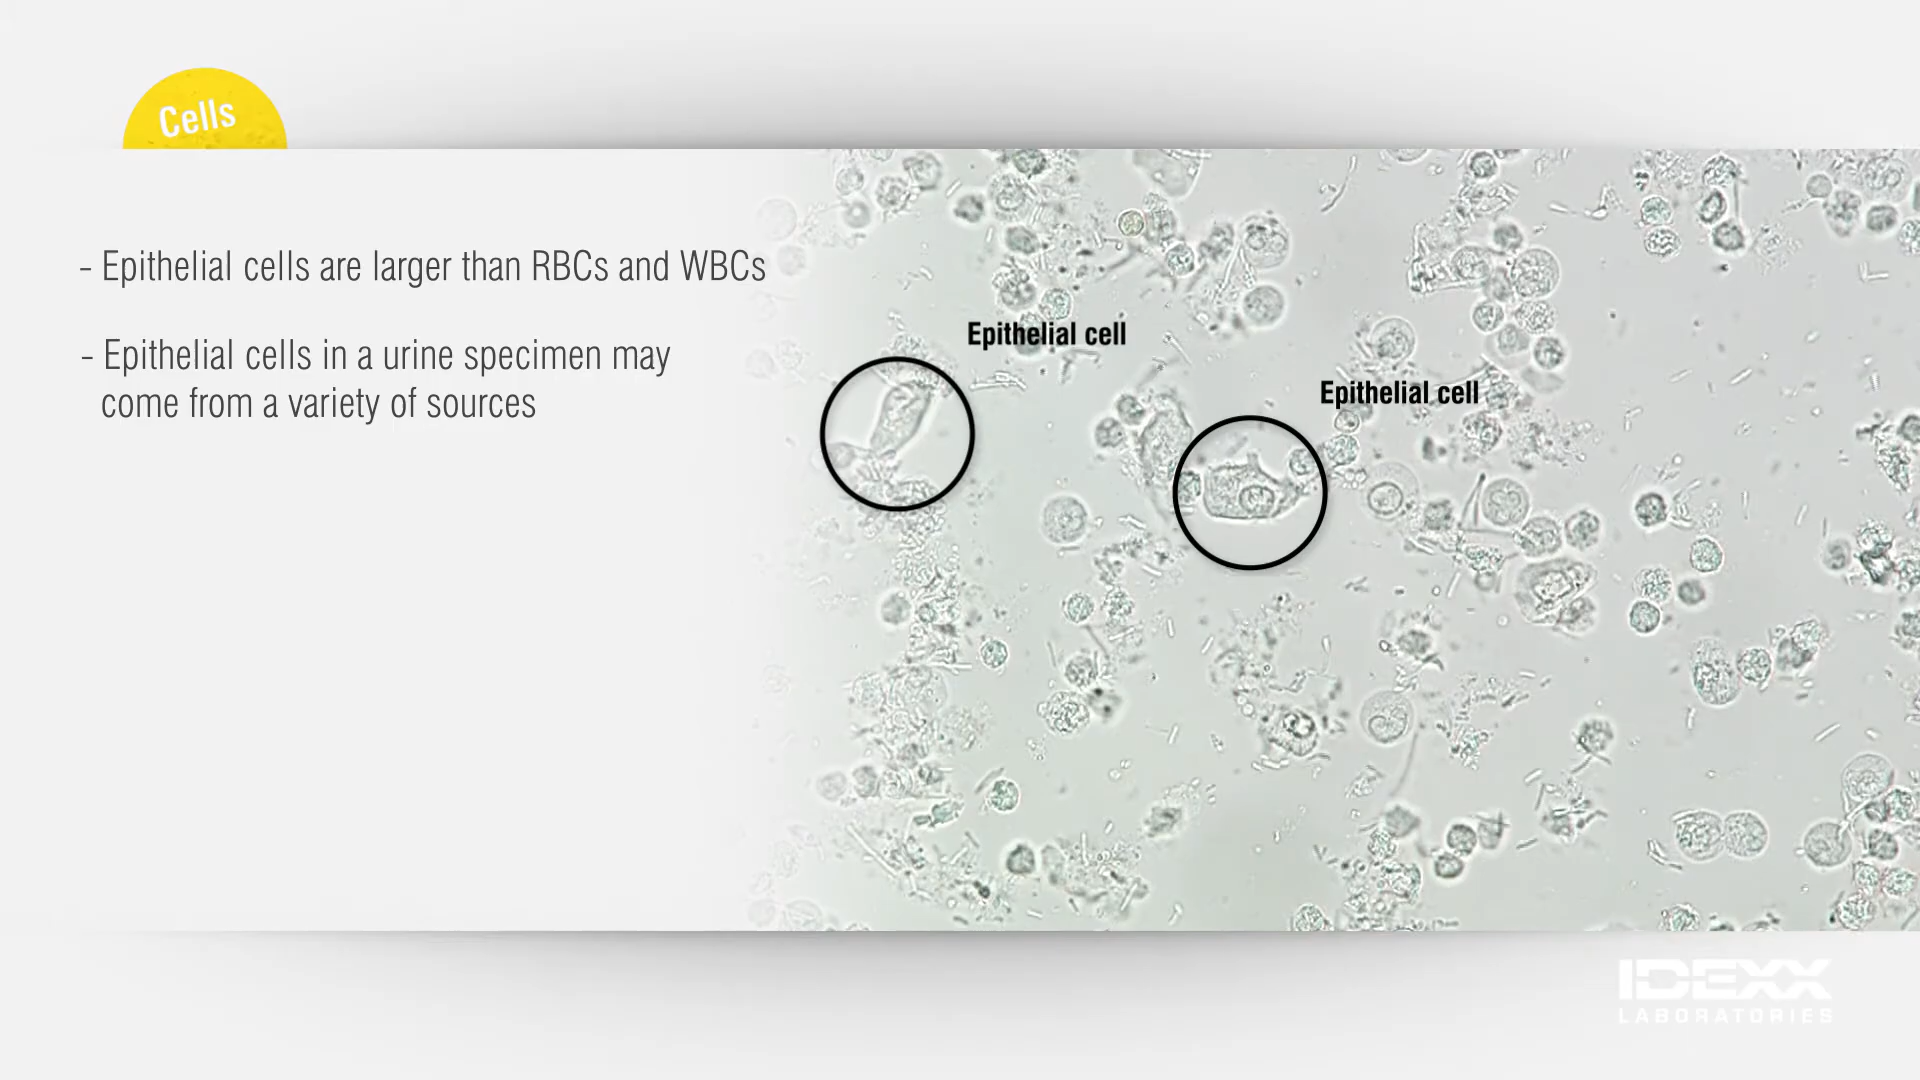 Cells
- Epithelial cells are larger than RBCs and WBCs
- Epithelial cells in a urine specimen may
come from a variety of sources
Epithelial cell
Epithelial cell
IDEXX
LABORATORIES